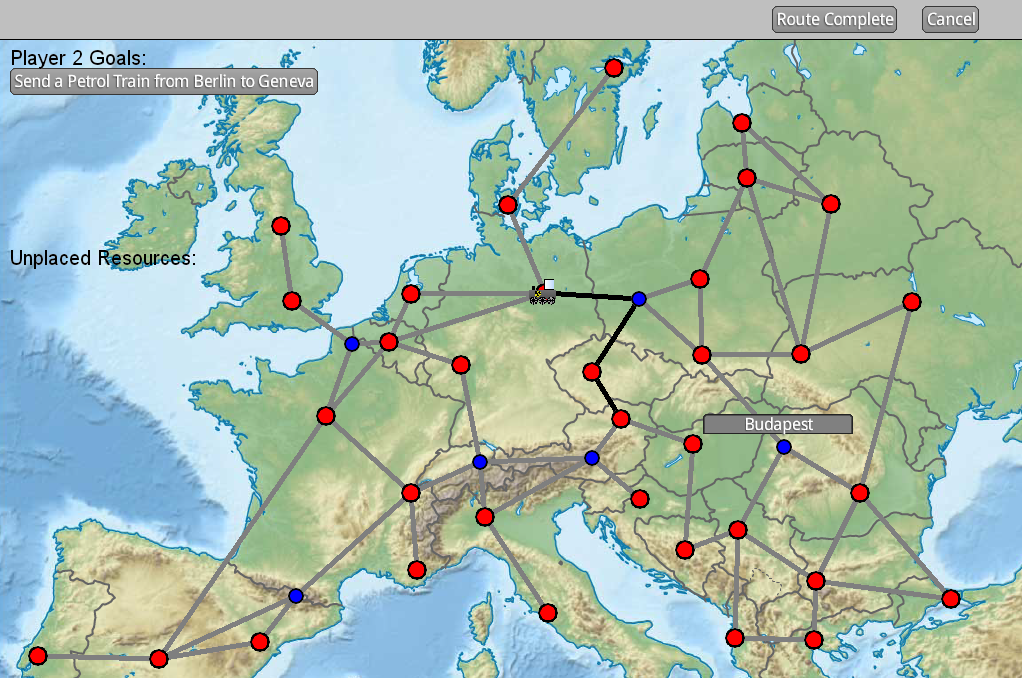 Route Complete
Cancel
Player 2 Goals:
Send a Petrol Train from Berlin to Geneva
Unplaced Resources:
Budapest